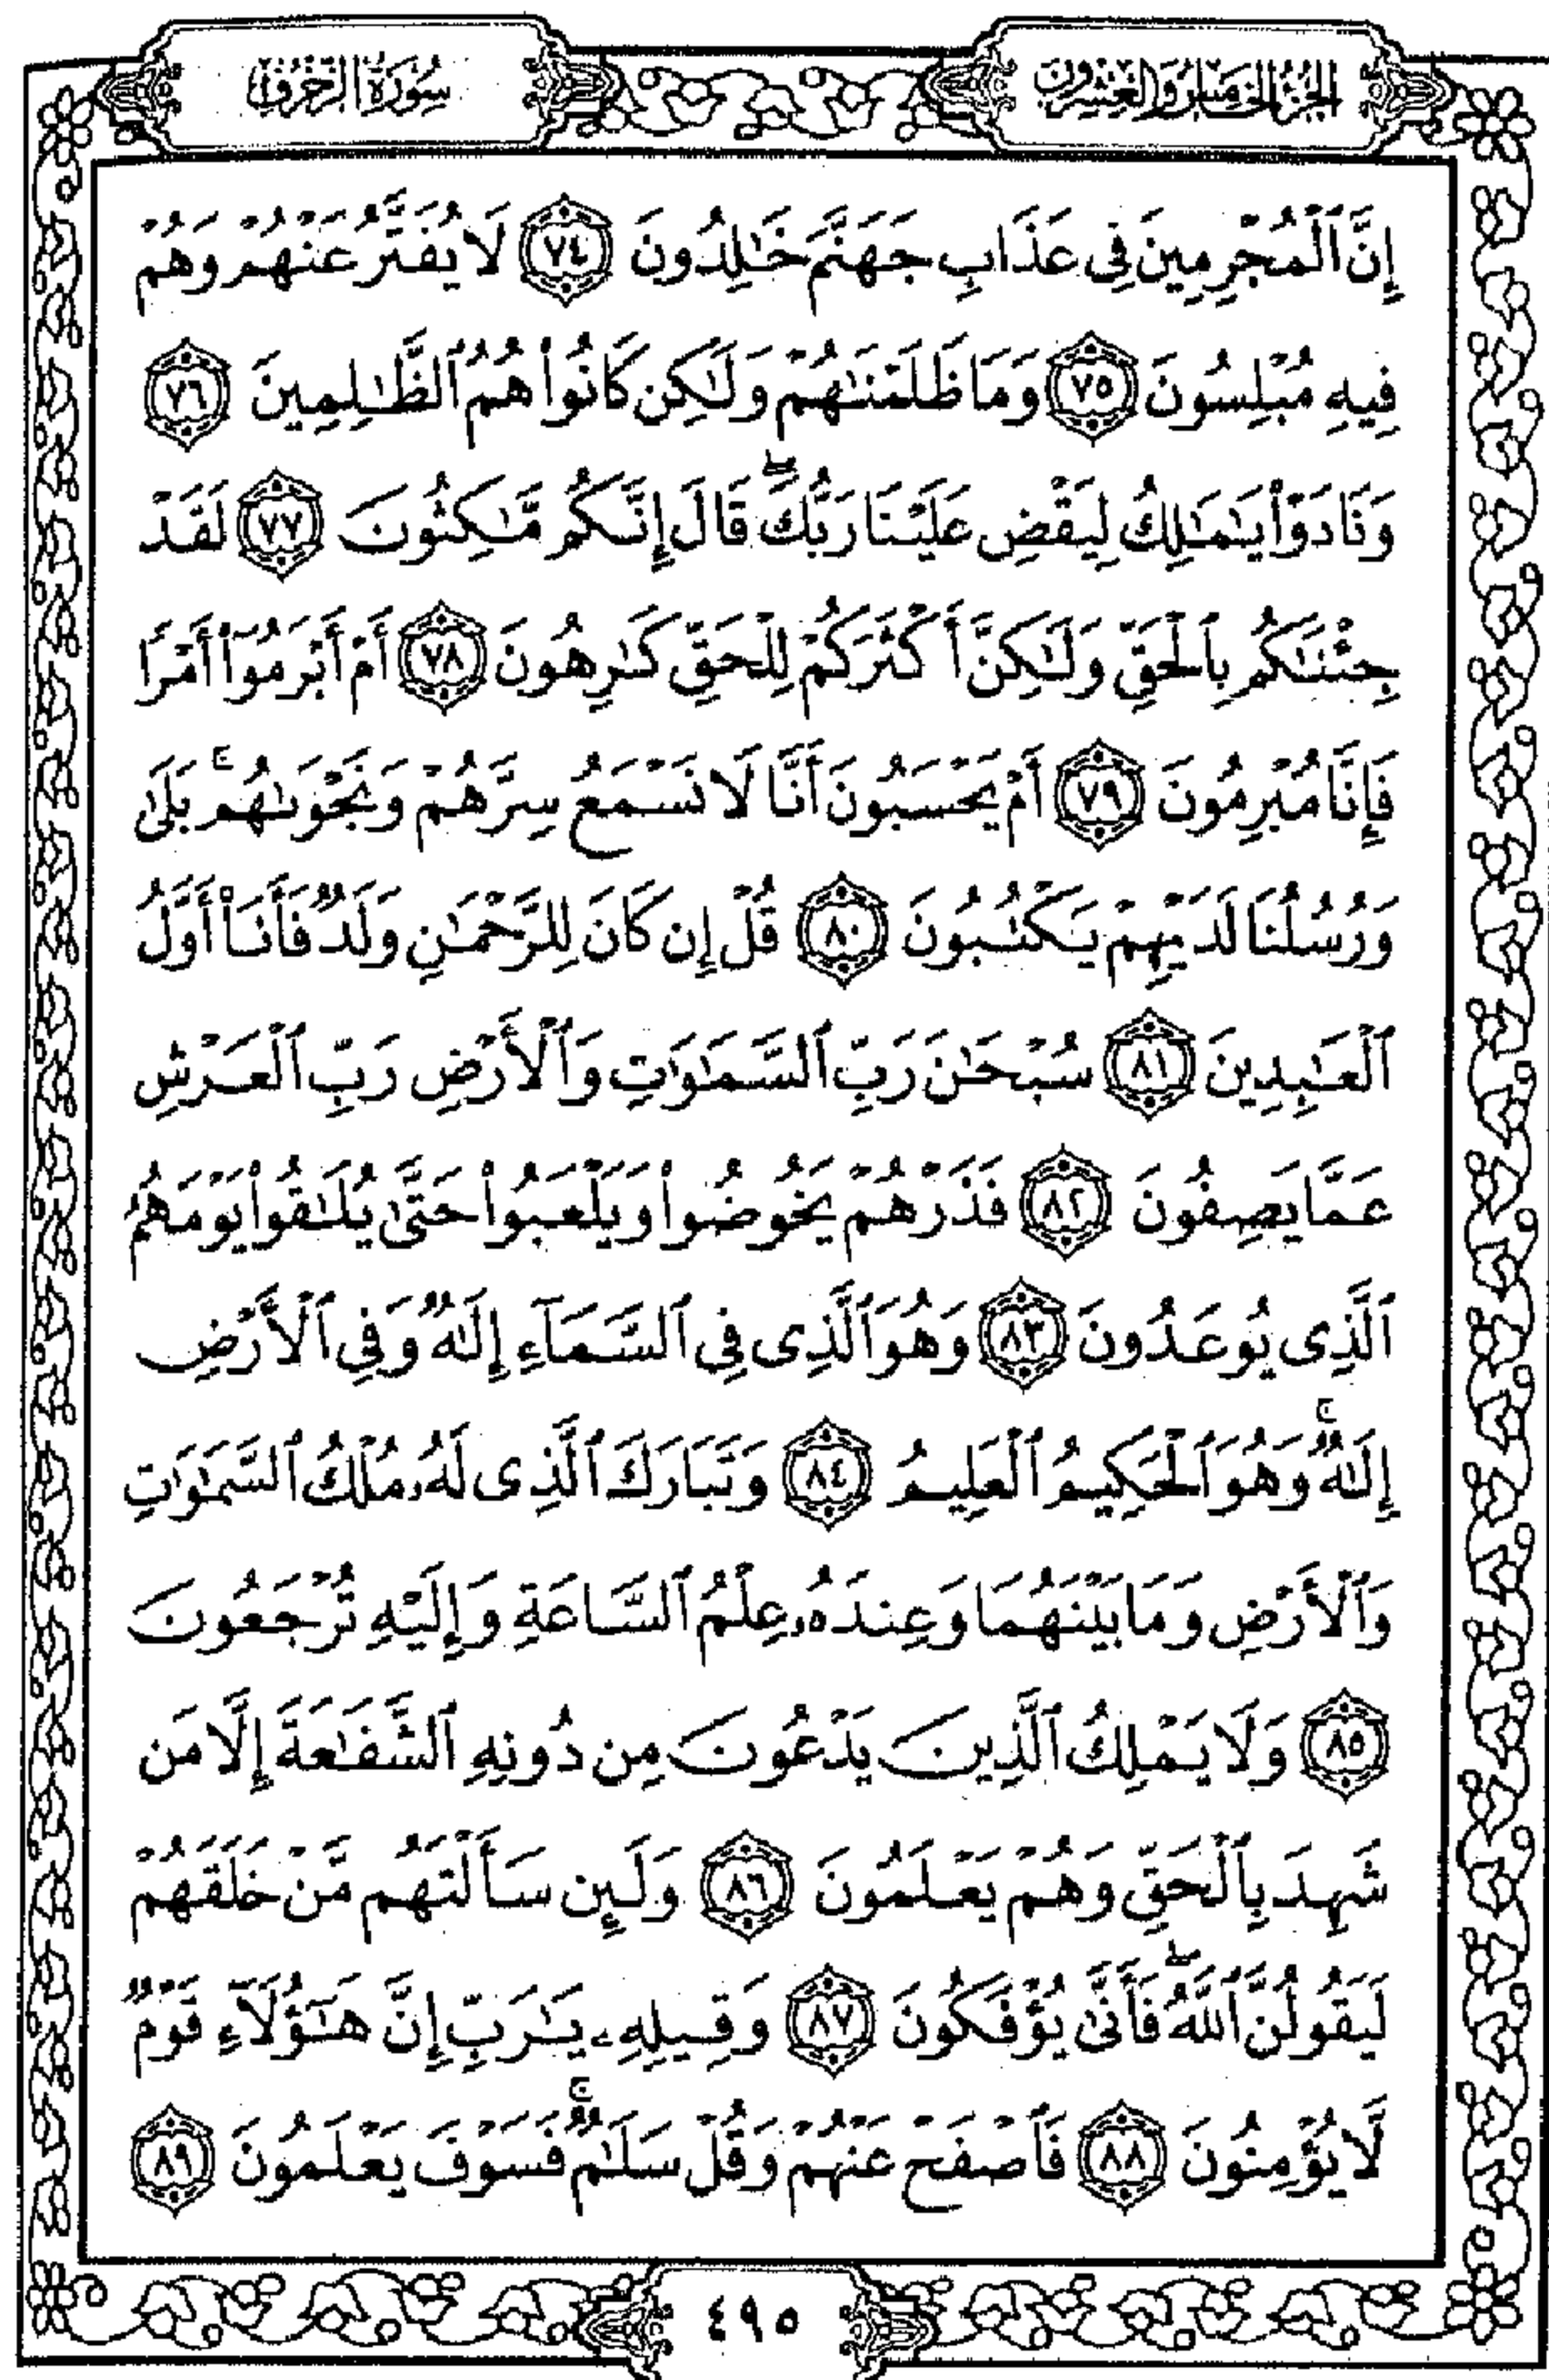 الجزء الخامس والعشرون
سورة الزخرف
إِنَّ ٱلْمُجْرِمِينَ فِى عَذَابِ جَهَنَّمَ خَٰلِدُونَ ٧٤ لَا يُفَتَّرُ عَنْهُمْ وَهُمْ
فِيهِ مُبْلِسُونَ ٧٥ وَمَا ظَلَمْنَٰهُمْ وَلَٰكِن كَانُوا۟ هُمُ ٱلظَّٰلِمِينَ ٧٦
وَنَادَوْا۟ يَٰمَٰلِكُ لِيَقْضِ عَلَيْنَا رَبُّكَ ۖ قَالَ إِنَّكُم مَّٰكِثُونَ ٧٧ لَقَدْ
جِئْنَٰكُم بِٱلْحَقِّ وَلَٰكِنَّ أَكْثَرَكُمْ لِلْحَقِّ كَٰرِهُونَ ٧٨ أَمْ أَبْرَمُوٓا۟ أَمْرًا
فَإِنَّا مُبْرِمُونَ ٧٩ أَمْ يَحْسَبُونَ أَنَّا لَا نَسْمَعُ سِرَّهُمْ وَنَجْوَىٰهُم ۚ بَلَىٰ
وَرُسُلُنَا لَدَيْهِمْ يَكْتُبُونَ ٨٠ قُلْ إِن كَانَ لِلرَّحْمَٰنِ وَلَدٌ فَأَنَا۠ أَوَّلُ
ٱلْعَٰبِدِينَ ٨١ سُبْحَٰنَ رَبِّ ٱلسَّمَٰوَٰتِ وَٱلْأَرْضِ رَبِّ ٱلْعَرْشِ
عَمَّا يَصِفُونَ ٨٢ فَذَرْهُمْ يَخُوضُوا۟ وَيَلْعَبُوا۟ حَتَّىٰ يُلَٰقُوا۟ يَوْمَهُمُ
ٱلَّذِى يُوعَدُونَ ٨٣ وَهُوَ ٱلَّذِى فِى ٱلسَّمَآءِ إِلَٰهٌ وَفِى ٱلْأَرْضِ
إِلَٰهٌ ۚ وَهُوَ ٱلْحَكِيمُ ٱلْعَلِيمُ ٨٤ وَتَبَارَكَ ٱلَّذِى لَهُۥ مُلْكُ ٱلسَّمَٰوَٰتِ
وَٱلْأَرْضِ وَمَا بَيْنَهُمَا وَعِندَهُۥ عِلْمُ ٱلسَّاعَةِ وَإِلَيْهِ تُرْجَعُونَ
٨٥ وَلَا يَمْلِكُ ٱلَّذِينَ يَدْعُونَ مِن دُونِهِ ٱلشَّفَٰعَةَ إِلَّا مَن
شَهِدَ بِٱلْحَقِّ وَهُمْ يَعْلَمُونَ ٨٦ وَلَئِن سَأَلْتَهُم مَّنْ خَلَقَهُمْ
لَيَقُولُنَّ ٱللَّهُ ۖ فَأَنَّىٰ يُؤْفَكُونَ ٨٧ وَقِيلِهِۦ يَٰرَبِّ إِنَّ هَٰٓؤُلَآءِ قَوْمٌ
لَّا يُؤْمِنُونَ ٨٨ فَٱصْفَحْ عَنْهُمْ وَقُلْ سَلَٰمٌ ۚ فَسَوْفَ يَعْلَمُونَ ٨٩
٤٩٥